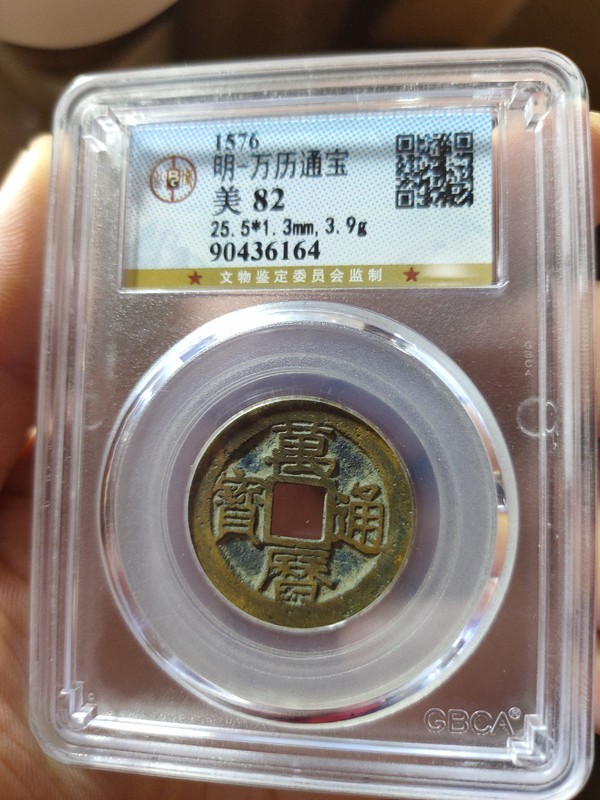 1576
明-万历通宝
美 82
25.5*1.3mm, 3.9g
90436164
★ 文物鉴定委员会监制 ★
萬
曆
通
寶
GBCA®